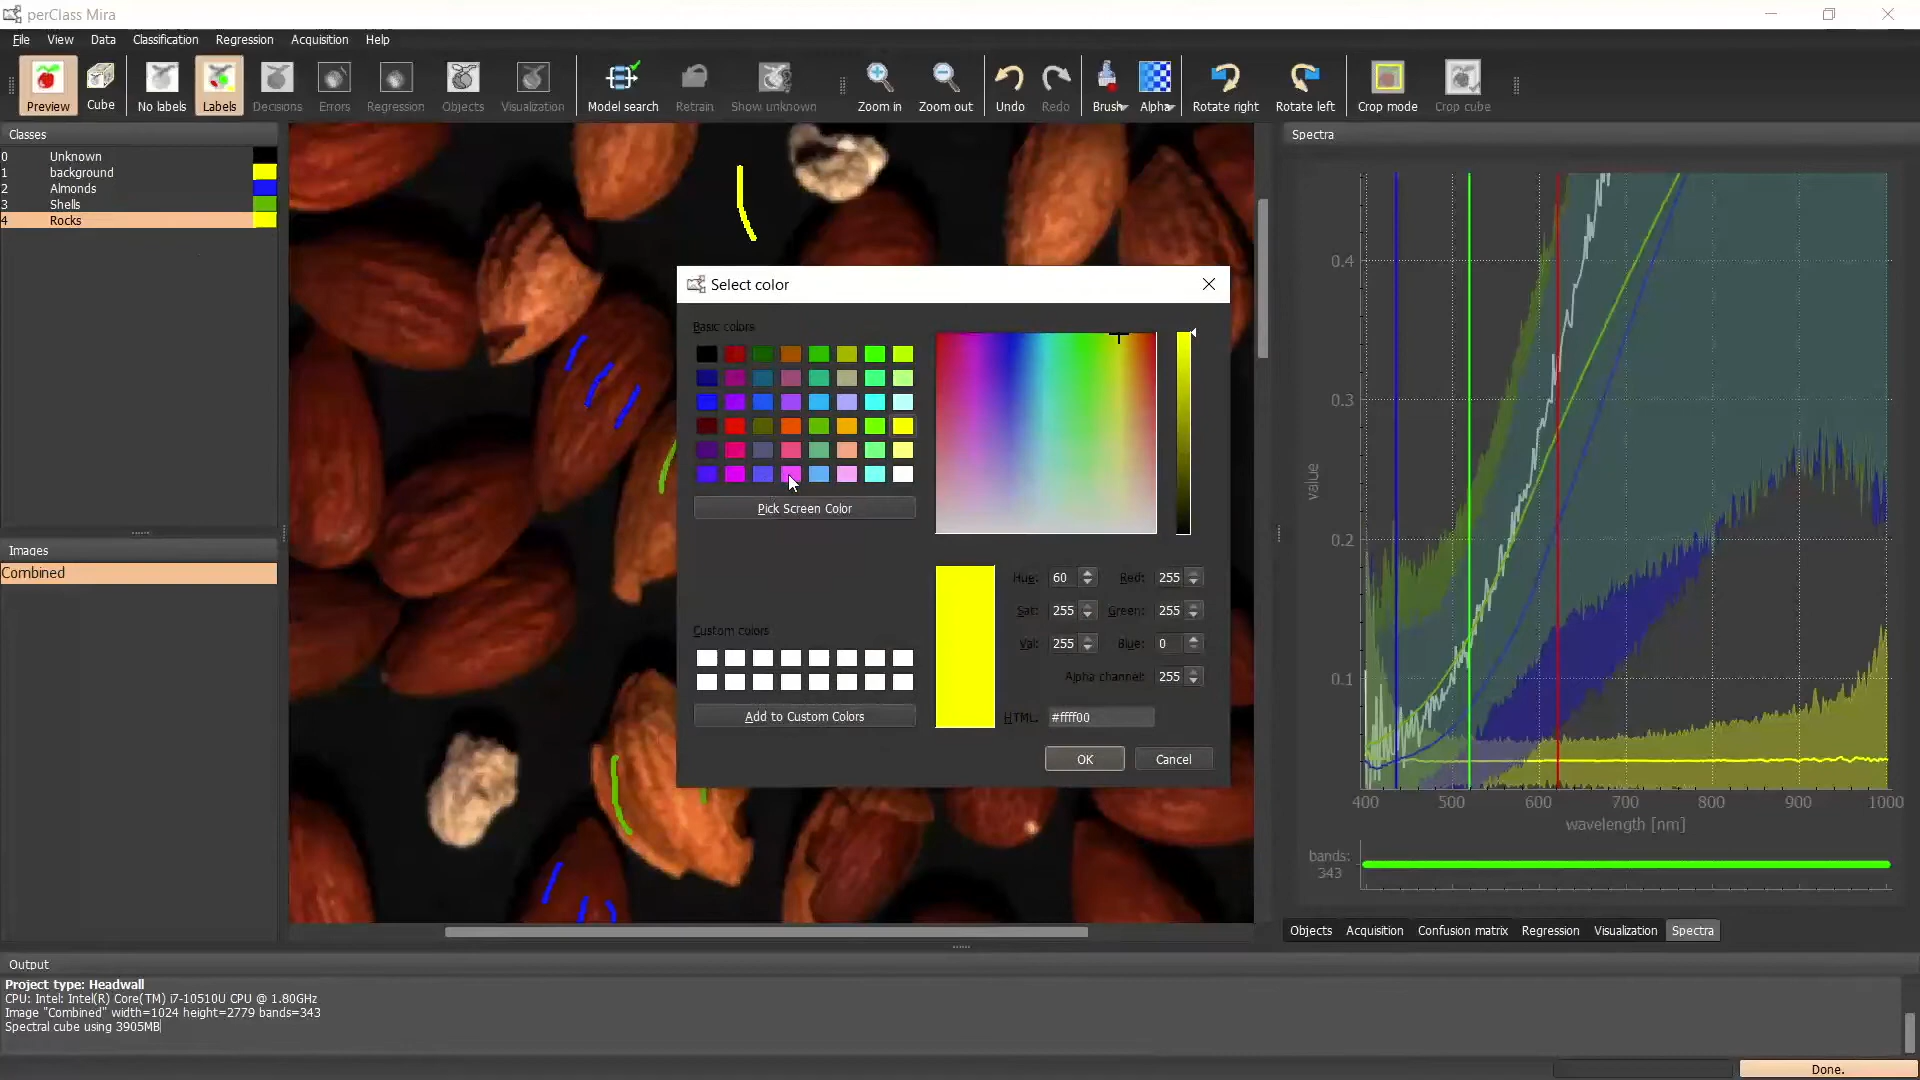 perClass Mira
File View Data Classification Regression Acquisition Help
Preview Cube No labels Labels Decisions Errors Regression Objects Visualization Model search Retrain Show unknown Zoom in Zoom out Undo Redo Brush Alpha Rotate right Rotate left Crop mode Crop cube
Classes
0 Unknown
1 background
2 Almonds
3 Shells
4 Rocks
Images
Combined
Select color
Basic colors
Pick Screen Color
Custom colors
Add to Custom Colors
Hue: 60 Red: 255
Sat: 255 Green: 255
Val: 255 Blue: 0
Alpha channel: 255
HTML: #ffff00
OK Cancel
Spectra
0.4
0.3
0.2
0.1
value
400 500 600 700 800 900 1000
wavelength [nm]
bands:
343
Objects Acquisition Confusion matrix Regression Visualization Spectra
Output
Project type: Headwall
CPU: Intel: Intel(R) Core(TM) i7-10510U CPU @ 1.80GHz
Image "Combined" width=1024 height=2779 bands=343
Spectral cube using 3905MB
Done.